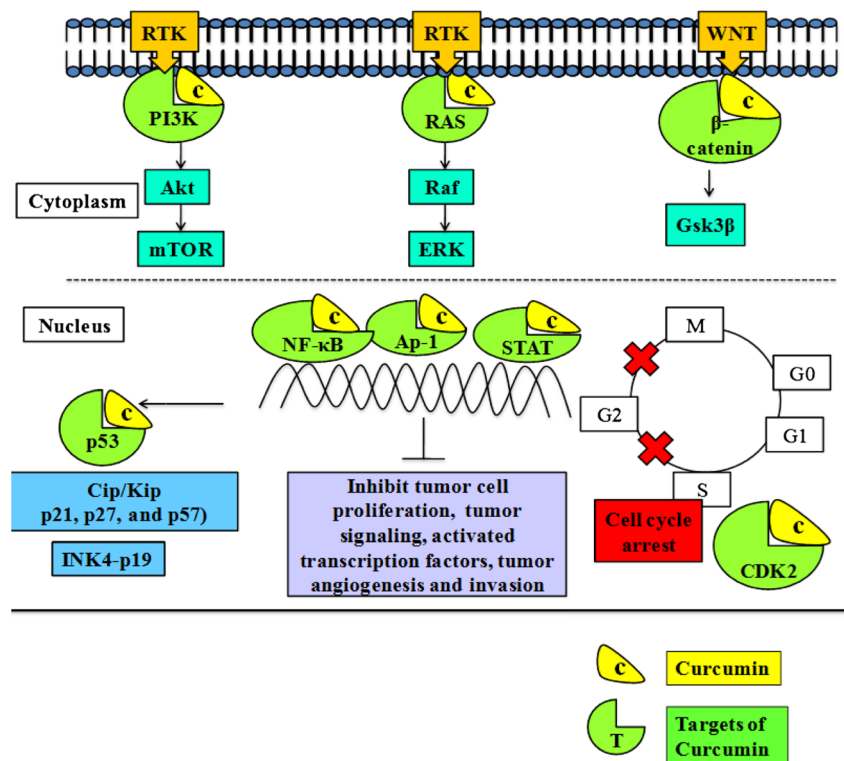 RTK
RTK
WNT
c
c
c
PI3K
RAS
β-
catenin
Akt
Raf
Cytoplasm
Gsk3β
mTOR
ERK
Nucleus
c
c
c
NF-κB
Ap-1
STAT
M
G0
G2
G1
S
c
p53
Cip/Kip
p21, p27, and p57)
INK4-p19
Inhibit tumor cell
proliferation, tumor
signaling, activated
transcription factors, tumor
angiogenesis and invasion
Cell cycle
arrest
c
CDK2
c
Curcumin
T
Targets of
Curcumin